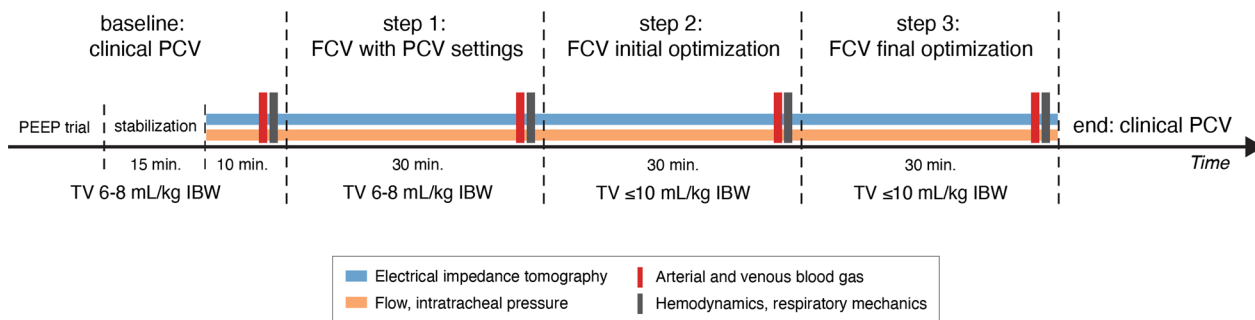 baseline:
clinical PCV
step 1:
FCV with PCV settings
step 2:
FCV initial optimization
step 3:
FCV final optimization
PEEP trial
stabilization
end: clinical PCV
15 min.
10 min.
30 min.
30 min.
30 min.
Time
TV 6-8 mL/kg IBW
TV 6-8 mL/kg IBW
TV ≤10 mL/kg IBW
TV ≤10 mL/kg IBW
Electrical impedance tomography
Arterial and venous blood gas
Flow, intratracheal pressure
Hemodynamics, respiratory mechanics